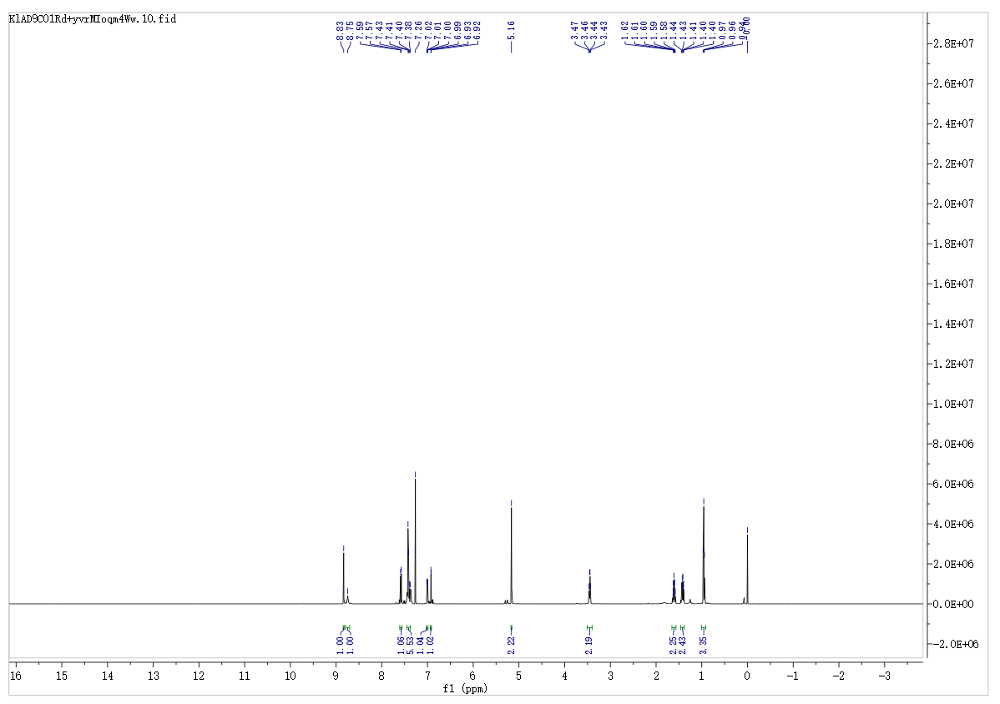 K1AD9C01Rd+yvrMIoqm4Ww.10.fid
8.83
8.75
7.59
7.57
7.43
7.41
7.40
7.38
7.26
7.02
7.01
7.00
6.99
6.93
6.92
5.16
3.47
3.46
3.44
3.43
1.62
1.61
1.60
1.59
1.58
1.44
1.43
1.41
1.40
1.40
0.97
0.96
0.94
0.00
2.8E+07
2.6E+07
2.4E+07
2.2E+07
2.0E+07
1.8E+07
1.6E+07
1.4E+07
1.2E+07
1.0E+07
8.0E+06
6.0E+06
4.0E+06
2.0E+06
0.0E+00
-2.0E+06
1.00
1.00
1.06
5.53
1.04
1.02
2.22
2.19
2.25
2.43
3.35
16 15 14 13 12 11 10 9 8 7 6 5 4 3 2 1 0 -1 -2 -3
f1 (ppm)